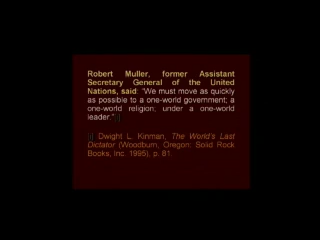 Robert Muller, former Assistant
Secretary General of the United
Nations, said: "We must move as quickly
as possible to a one-world government; a
one-world religion; under a one-world
leader."[i]
[i] Dwight L. Kinman, The World's Last
Dictator (Woodburn, Oregon: Solid Rock
Books, Inc. 1995), p. 81.